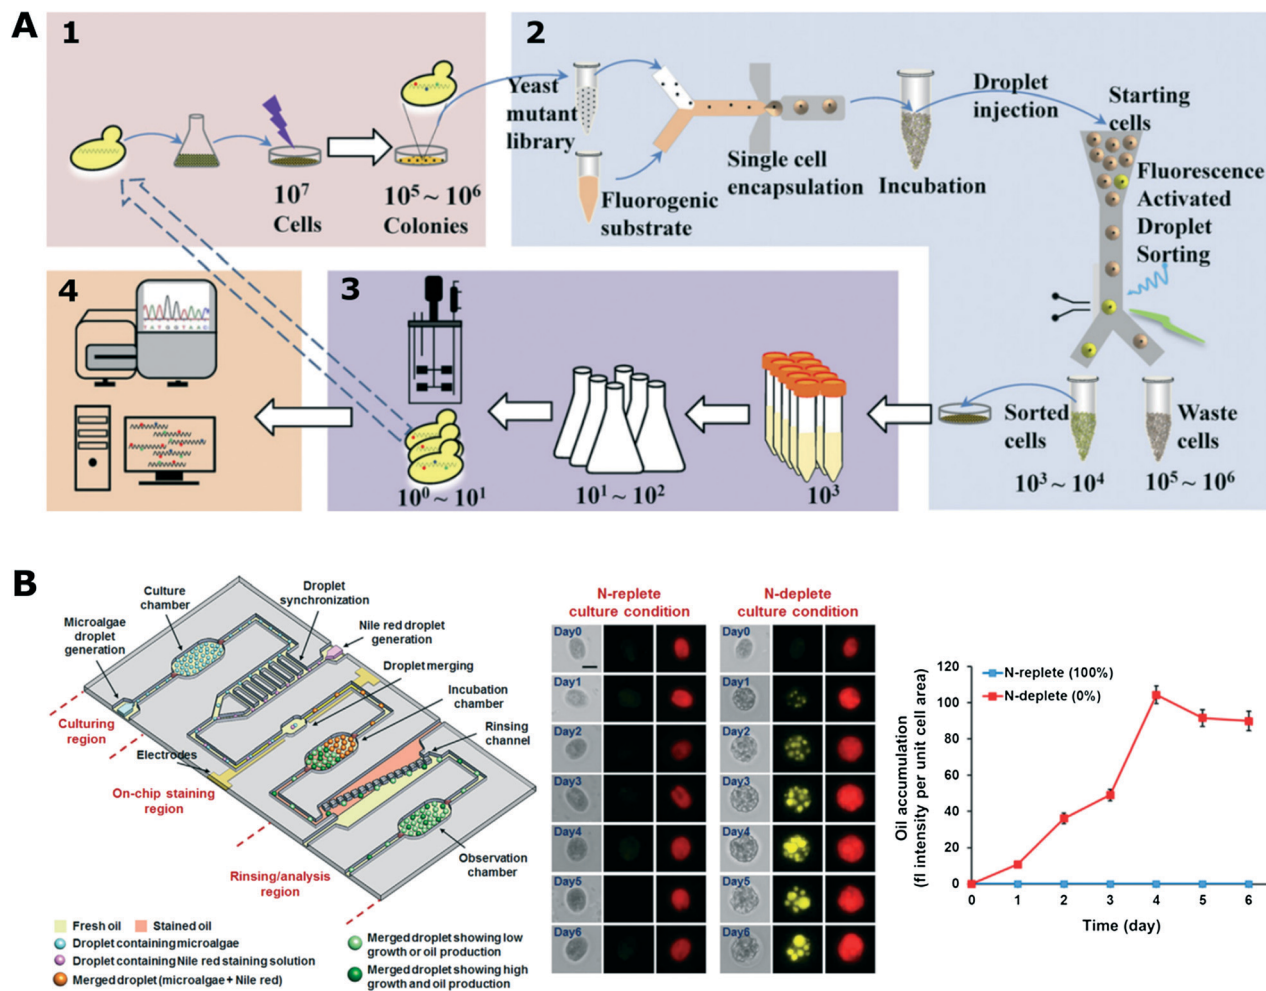 A
1
10⁷
Cells
10⁵ ~ 10⁶
Colonies
2
Yeast
mutant
library
Fluorogenic
substrate
Single cell
encapsulation
Incubation
Droplet
injection
Starting
cells
Fluorescence
Activated
Droplet
Sorting
Sorted
cells
10³ ~ 10⁴
Waste
cells
10⁵ ~ 10⁶
3
10³
10¹ ~ 10²
10⁰ ~ 10¹
4
B
Culture
chamber
Droplet
synchronization
Microalgae
droplet
generation
Nile red droplet
generation
Droplet merging
Incubation
chamber
Rinsing
channel
Culturing
region
Electrodes
On-chip staining
region
Rinsing/analysis
region
Observation
chamber
Fresh oil
Stained oil
Droplet containing microalgae
Droplet containing Nile red staining solution
Merged droplet (microalgae + Nile red)
Merged droplet showing low
growth or oil production
Merged droplet showing high
growth and oil production
N-replete
culture condition
Day0
Day1
Day2
Day3
Day4
Day5
Day6
N-deplete
culture condition
Day0
Day1
Day2
Day3
Day4
Day5
Day6
Oil accumulation
(fl intensity per unit cell area)
120
100
80
60
40
20
0
N-replete (100%)
N-deplete (0%)
0 1 2 3 4 5 6
Time (day)